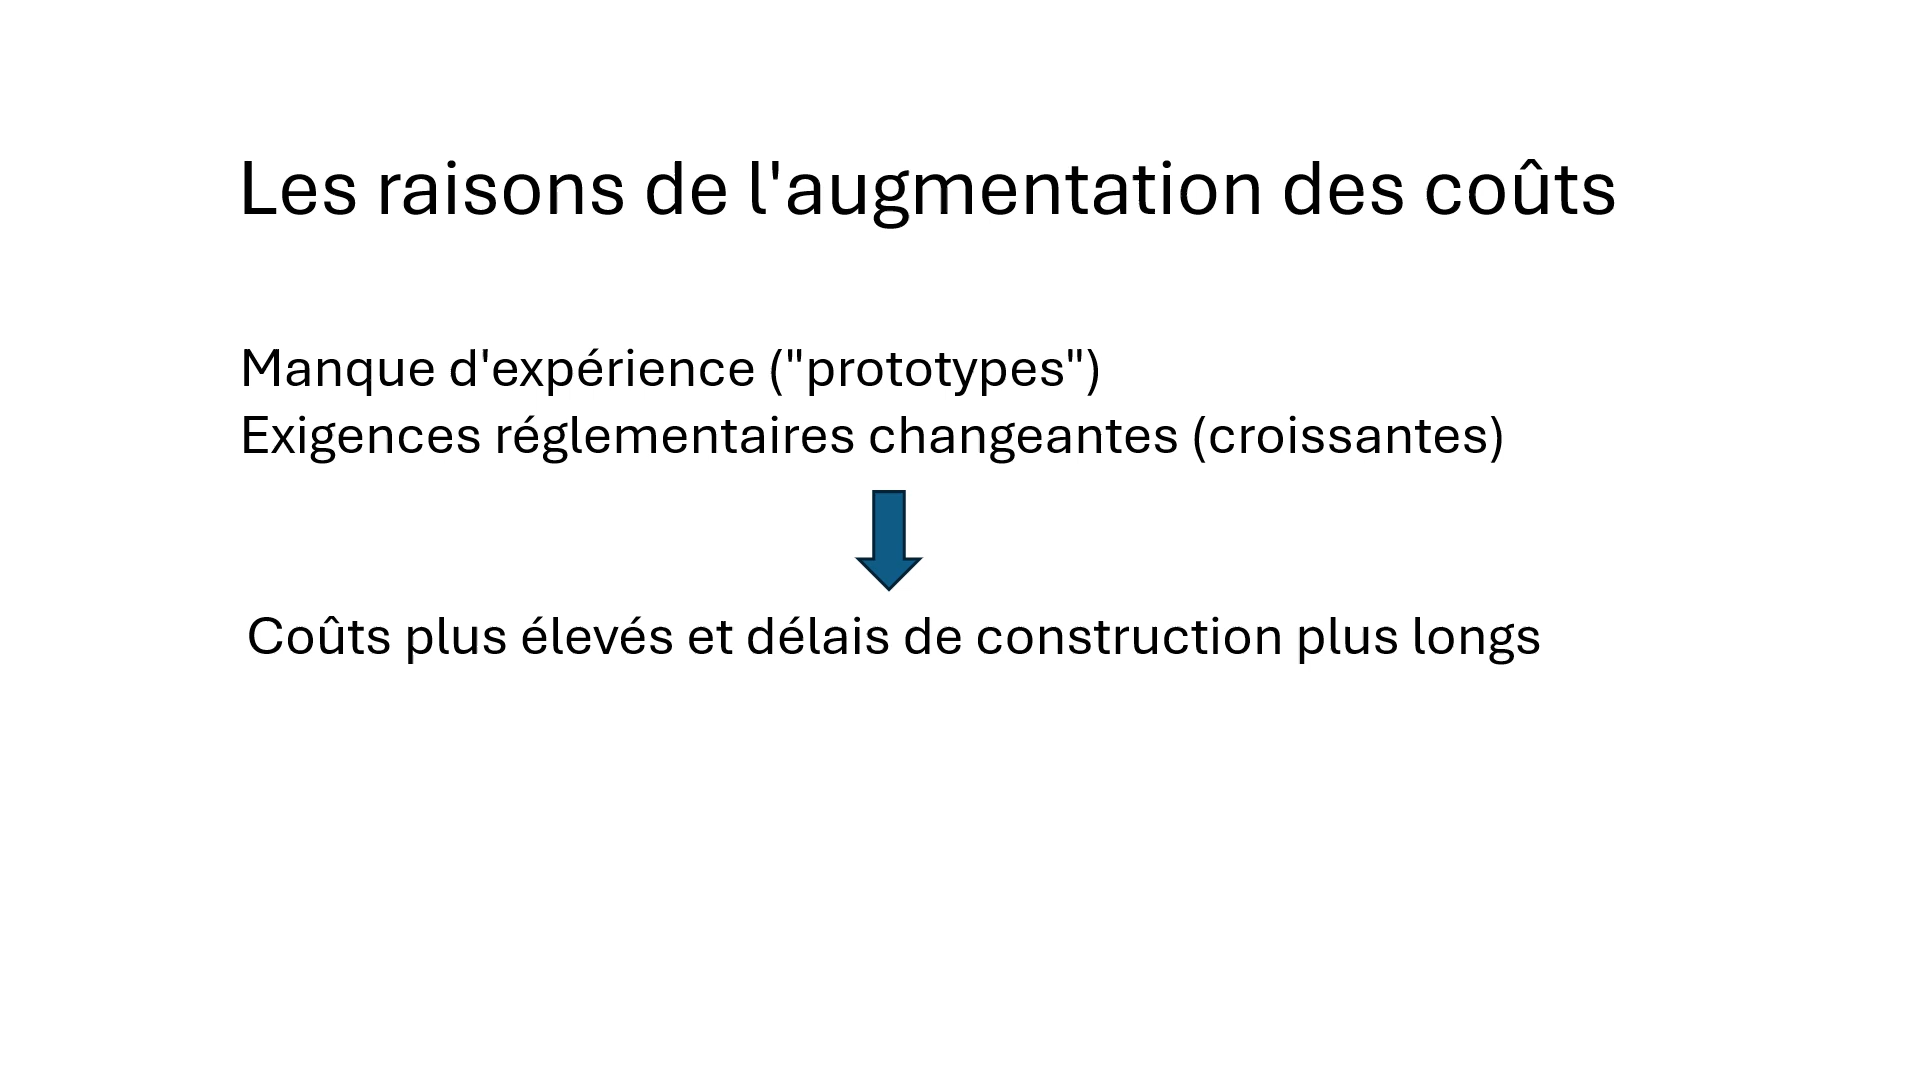 Les raisons de l'augmentation des coûts
Manque d'expérience ("prototypes")
Exigences réglementaires changeantes (croissantes)
Coûts plus élevés et délais de construction plus longs